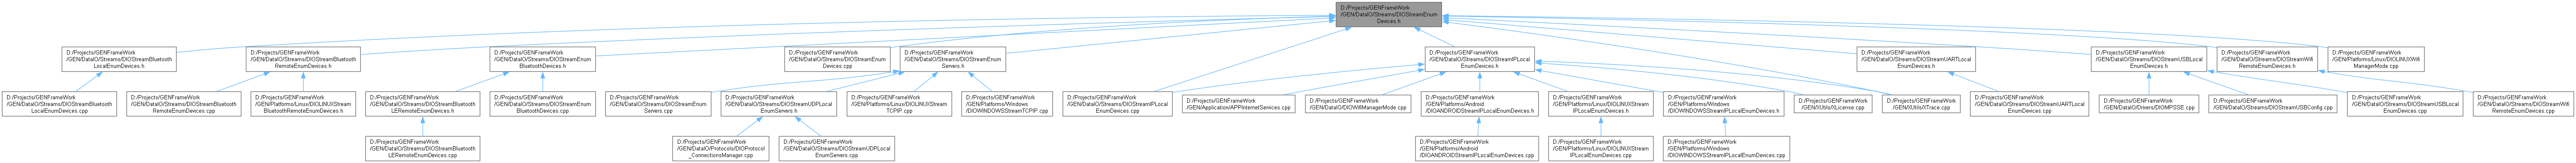 D:/Projects/GENFrameWork
/GEN/DataIO/Streams/DIOStreamEnum
Devices.h
D:/Projects/GENFrameWork
/GEN/DataIO/Streams/DIOStreamBluetooth
LocalEnumDevices.h
D:/Projects/GENFrameWork
/GEN/DataIO/Streams/DIOStreamBluetooth
RemoteEnumDevices.h
D:/Projects/GENFrameWork
/GEN/DataIO/Streams/DIOStreamEnum
BluetoothDevices.h
D:/Projects/GENFrameWork
/GEN/DataIO/Streams/DIOStreamEnum
Devices.cpp
D:/Projects/GENFrameWork
/GEN/DataIO/Streams/DIOStreamEnum
Servers.h
D:/Projects/GENFrameWork
/GEN/DataIO/Streams/DIOStreamIPLocal
EnumDevices.h
D:/Projects/GENFrameWork
/GEN/DataIO/Streams/DIOStreamUARTLocal
EnumDevices.h
D:/Projects/GENFrameWork
/GEN/DataIO/Streams/DIOStreamUSBLocal
EnumDevices.h
D:/Projects/GENFrameWork
/GEN/DataIO/Streams/DIOStreamWifi
RemoteEnumDevices.h
D:/Projects/GENFrameWork
/GEN/Platforms/Linux/DIOLINUXWifi
ManagerMode.cpp
D:/Projects/GENFrameWork
/GEN/DataIO/Streams/DIOStreamBluetooth
LocalEnumDevices.cpp
D:/Projects/GENFrameWork
/GEN/DataIO/Streams/DIOStreamBluetooth
RemoteEnumDevices.cpp
D:/Projects/GENFrameWork
/GEN/Platforms/Linux/DIOLINUXStream
BluetoothRemoteEnumDevices.h
D:/Projects/GENFrameWork
/GEN/DataIO/Streams/DIOStreamBluetooth
LERemoteEnumDevices.h
D:/Projects/GENFrameWork
/GEN/DataIO/Streams/DIOStreamEnum
BluetoothDevices.cpp
D:/Projects/GENFrameWork
/GEN/DataIO/Streams/DIOStreamEnum
Servers.cpp
D:/Projects/GENFrameWork
/GEN/DataIO/Streams/DIOStreamUDPLocal
EnumServers.h
D:/Projects/GENFrameWork
/GEN/Platforms/Linux/DIOLINUXStream
TCPIP.cpp
D:/Projects/GENFrameWork
/GEN/Platforms/Windows
/DIOWINDOWSStreamTCPIP.cpp
D:/Projects/GENFrameWork
/GEN/DataIO/Streams/DIOStreamIPLocal
EnumDevices.cpp
D:/Projects/GENFrameWork
/GEN/Application/APPInternetServices.cpp
D:/Projects/GENFrameWork
/GEN/DataIO/DIOWifiManagerMode.cpp
D:/Projects/GENFrameWork
/GEN/Platforms/Android
/DIOANDROIDStreamIPLocalEnumDevices.h
D:/Projects/GENFrameWork
/GEN/Platforms/Linux/DIOLINUXStream
IPLocalEnumDevices.h
D:/Projects/GENFrameWork
/GEN/Platforms/Windows
/DIOWINDOWSStreamIPLocalEnumDevices.h
D:/Projects/GENFrameWork
/GEN/XUtils/XLicense.cpp
D:/Projects/GENFrameWork
/GEN/XUtils/XTrace.cpp
D:/Projects/GENFrameWork
/GEN/DataIO/Streams/DIOStreamUARTLocal
EnumDevices.cpp
D:/Projects/GENFrameWork
/GEN/DataIO/Drivers/DIOMPSSE.cpp
D:/Projects/GENFrameWork
/GEN/DataIO/Streams/DIOStreamUSBConfig.cpp
D:/Projects/GENFrameWork
/GEN/DataIO/Streams/DIOStreamUSBLocal
EnumDevices.cpp
D:/Projects/GENFrameWork
/GEN/DataIO/Streams/DIOStreamWifi
RemoteEnumDevices.cpp
D:/Projects/GENFrameWork
/GEN/DataIO/Streams/DIOStreamBluetooth
LERemoteEnumDevices.cpp
D:/Projects/GENFrameWork
/GEN/DataIO/Protocols/DIOProtocol
_ConnectionsManager.cpp
D:/Projects/GENFrameWork
/GEN/DataIO/Streams/DIOStreamUDPLocal
EnumServers.cpp
D:/Projects/GENFrameWork
/GEN/Platforms/Android
/DIOANDROIDStreamIPLocalEnumDevices.cpp
D:/Projects/GENFrameWork
/GEN/Platforms/Linux/DIOLINUXStream
IPLocalEnumDevices.cpp
D:/Projects/GENFrameWork
/GEN/Platforms/Windows
/DIOWINDOWSStreamIPLocalEnumDevices.cpp